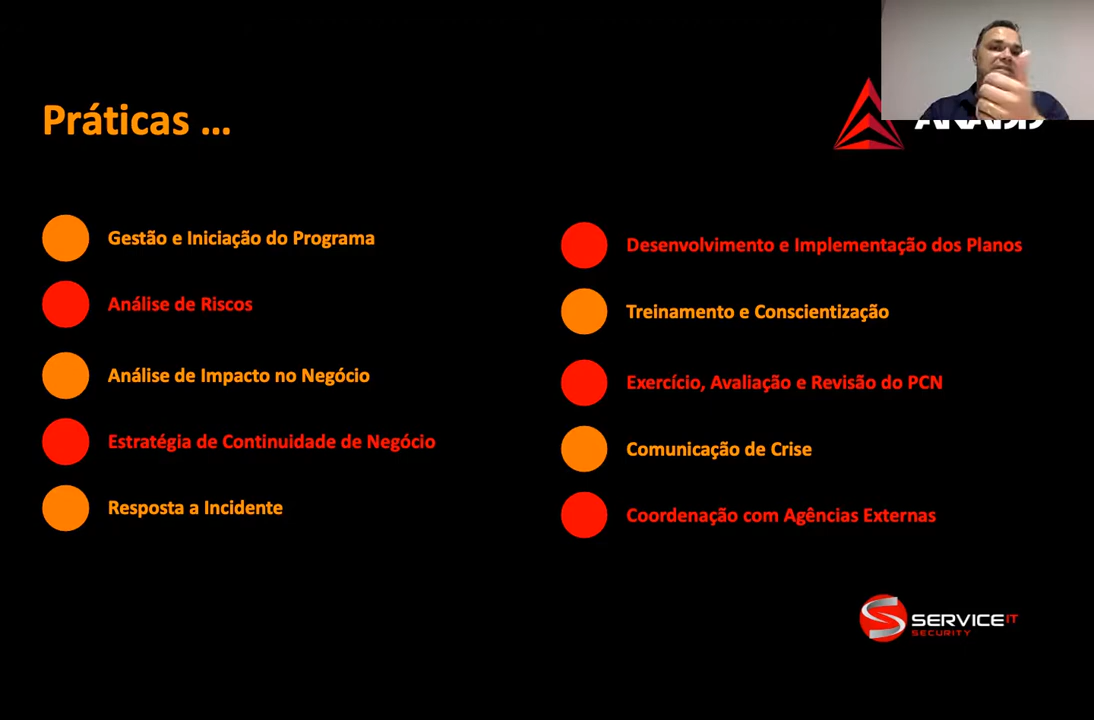 Práticas ...
Gestão e Iniciação do Programa
Análise de Riscos
Análise de Impacto no Negócio
Estratégia de Continuidade de Negócio
Resposta a Incidente
Desenvolvimento e Implementação dos Planos
Treinamento e Conscientização
Exercício, Avaliação e Revisão do PCN
Comunicação de Crise
Coordenação com Agências Externas
SERVICE IT
SECURITY